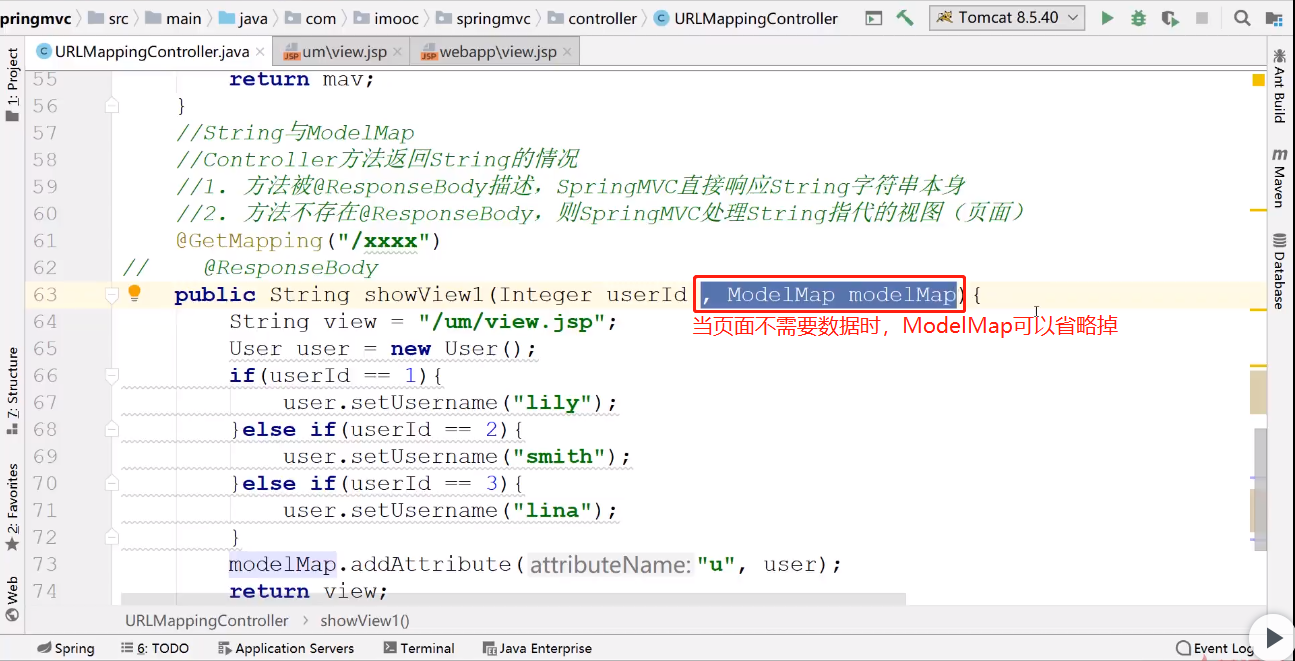 pringmvc src main java com imooc springmvc controller URLMappingController Tomcat 8.5.40
URLMappingController.java um\view.jsp webapp\view.jsp
1: Project
7: Structure
2: Favorites
Web
Ant Build
Maven
Database
55 return mav;
56 }
57 //String与ModelMap
58 //Controller方法返回String的情况
59 //1. 方法被@ResponseBody描述，SpringMVC直接响应String字符串本身
60 //2. 方法不存在@ResponseBody，则SpringMVC处理String指代的视图（页面）
61 @GetMapping("/xxxx")
62 // @ResponseBody
63 public String showView1(Integer userId , ModelMap modelMap){
当页面不需要数据时，ModelMap可以省略掉
64 String view = "/um/view.jsp";
65 User user = new User();
66 if(userId == 1){
67 user.setUsername("lily");
68 }else if(userId == 2){
69 user.setUsername("smith");
70 }else if(userId == 3){
71 user.setUsername("lina");
72 }
73 modelMap.addAttribute( attributeName: "u", user);
74 return view;
URLMappingController showView1()
Spring 6: TODO Application Servers Terminal Java Enterprise Event Log